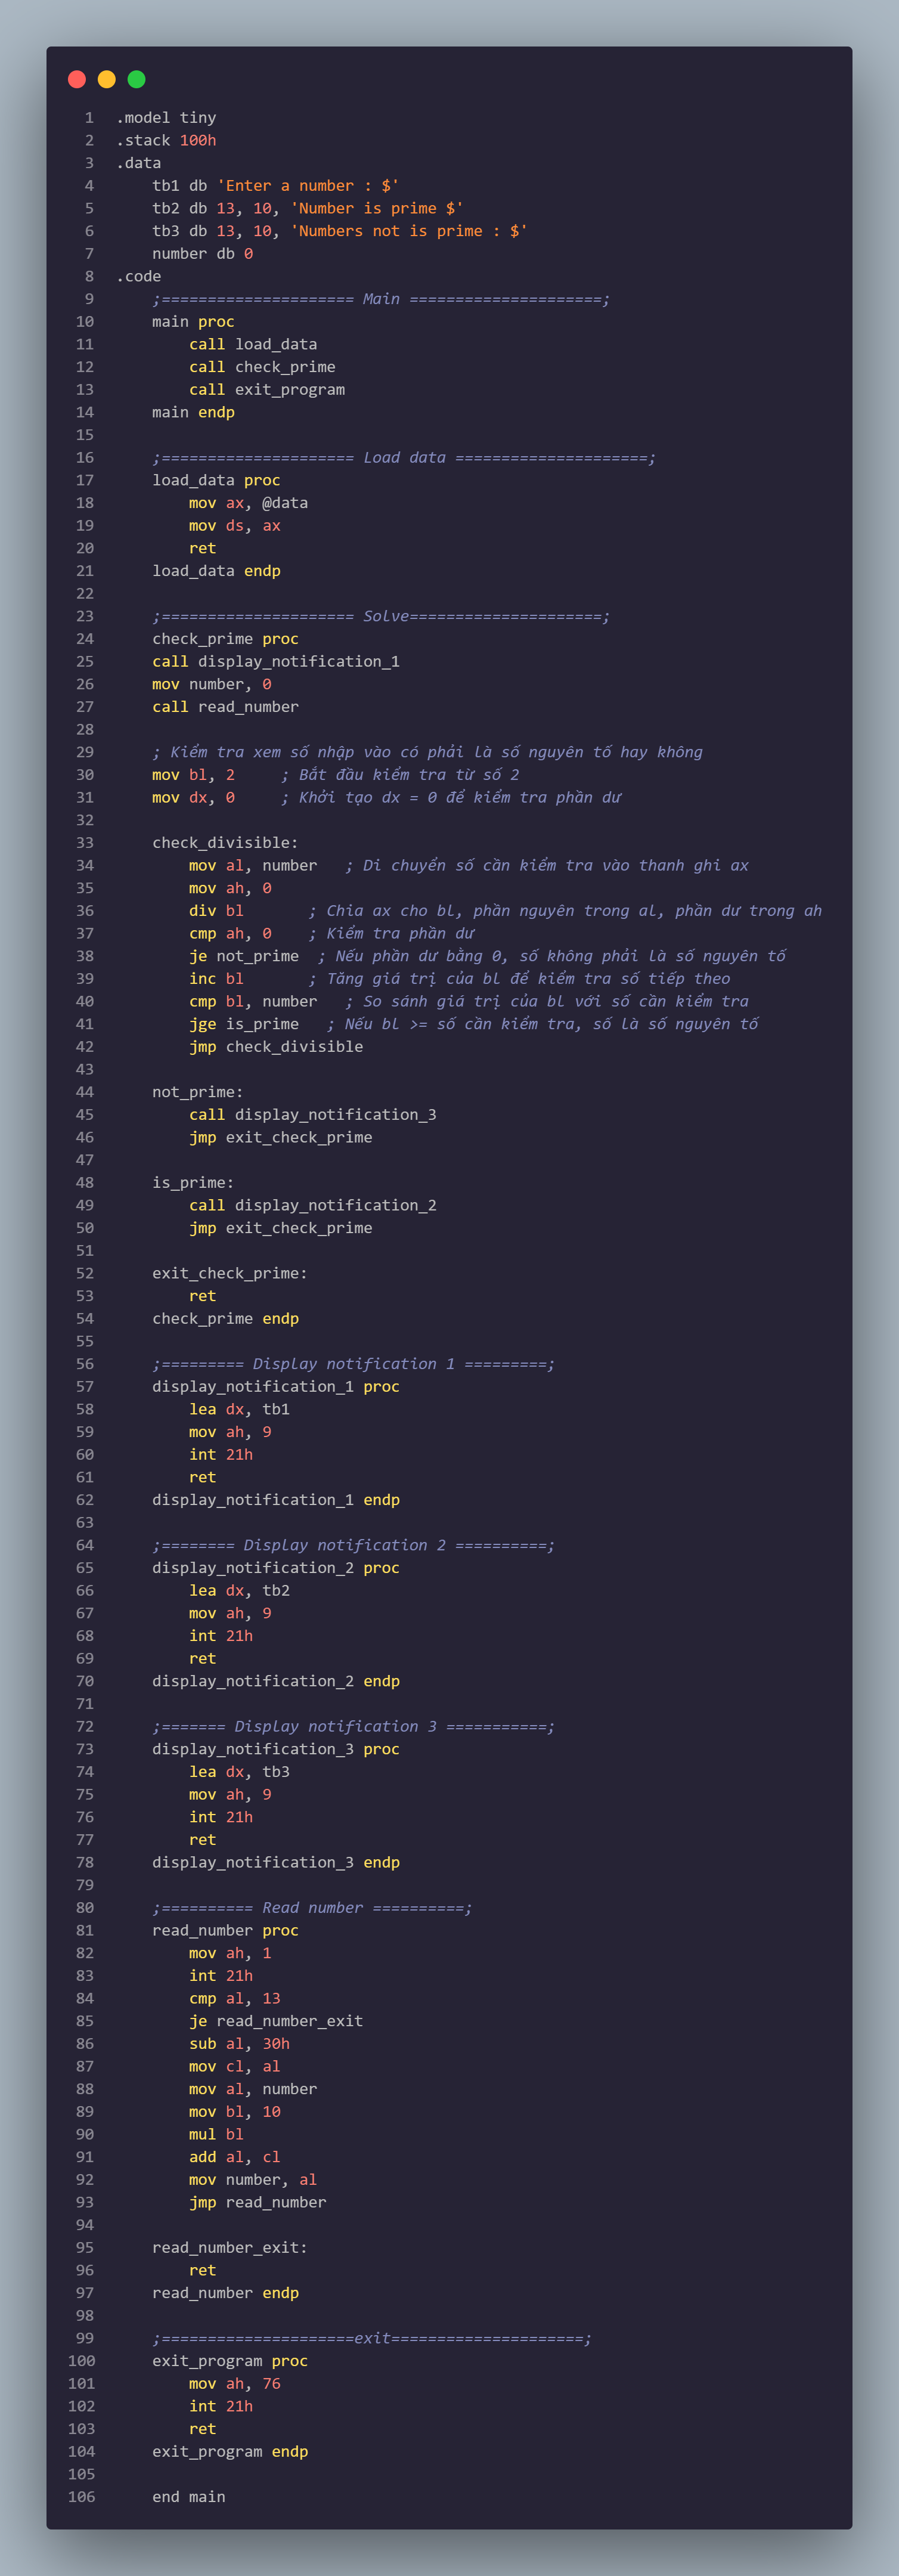 1 .model tiny
2 .stack 100h
3 .data
4 tb1 db 'Enter a number : $'
5 tb2 db 13, 10, 'Number is prime $'
6 tb3 db 13, 10, 'Numbers not is prime : $'
7 number db 0
8 .code
9 ;===================== Main =====================;
10 main proc
11 call load_data
12 call check_prime
13 call exit_program
14 main endp
15
16 ;===================== Load data =====================;
17 load_data proc
18 mov ax, @data
19 mov ds, ax
20 ret
21 load_data endp
22
23 ;===================== Solve=====================;
24 check_prime proc
25 call display_notification_1
26 mov number, 0
27 call read_number
28
29 ; Kiểm tra xem số nhập vào có phải là số nguyên tố hay không
30 mov bl, 2 ; Bắt đầu kiểm tra từ số 2
31 mov dx, 0 ; Khởi tạo dx = 0 để kiểm tra phần dư
32
33 check_divisible:
34 mov al, number ; Di chuyển số cần kiểm tra vào thanh ghi ax
35 mov ah, 0
36 div bl ; Chia ax cho bl, phần nguyên trong al, phần dư trong ah
37 cmp ah, 0 ; Kiểm tra phần dư
38 je not_prime ; Nếu phần dư bằng 0, số không phải là số nguyên tố
39 inc bl ; Tăng giá trị của bl để kiểm tra số tiếp theo
40 cmp bl, number ; So sánh giá trị của bl với số cần kiểm tra
41 jge is_prime ; Nếu bl >= số cần kiểm tra, số là số nguyên tố
42 jmp check_divisible
43
44 not_prime:
45 call display_notification_3
46 jmp exit_check_prime
47
48 is_prime:
49 call display_notification_2
50 jmp exit_check_prime
51
52 exit_check_prime:
53 ret
54 check_prime endp
55
56 ;========= Display notification 1 =========;
57 display_notification_1 proc
58 lea dx, tb1
59 mov ah, 9
60 int 21h
61 ret
62 display_notification_1 endp
63
64 ;======== Display notification 2 ==========;
65 display_notification_2 proc
66 lea dx, tb2
67 mov ah, 9
68 int 21h
69 ret
70 display_notification_2 endp
71
72 ;======= Display notification 3 ===========;
73 display_notification_3 proc
74 lea dx, tb3
75 mov ah, 9
76 int 21h
77 ret
78 display_notification_3 endp
79
80 ;========== Read number ==========;
81 read_number proc
82 mov ah, 1
83 int 21h
84 cmp al, 13
85 je read_number_exit
86 sub al, 30h
87 mov cl, al
88 mov al, number
89 mov bl, 10
90 mul bl
91 add al, cl
92 mov number, al
93 jmp read_number
94
95 read_number_exit:
96 ret
97 read_number endp
98
99 ;=====================exit=====================;
100 exit_program proc
101 mov ah, 76
102 int 21h
103 ret
104 exit_program endp
105
106 end main